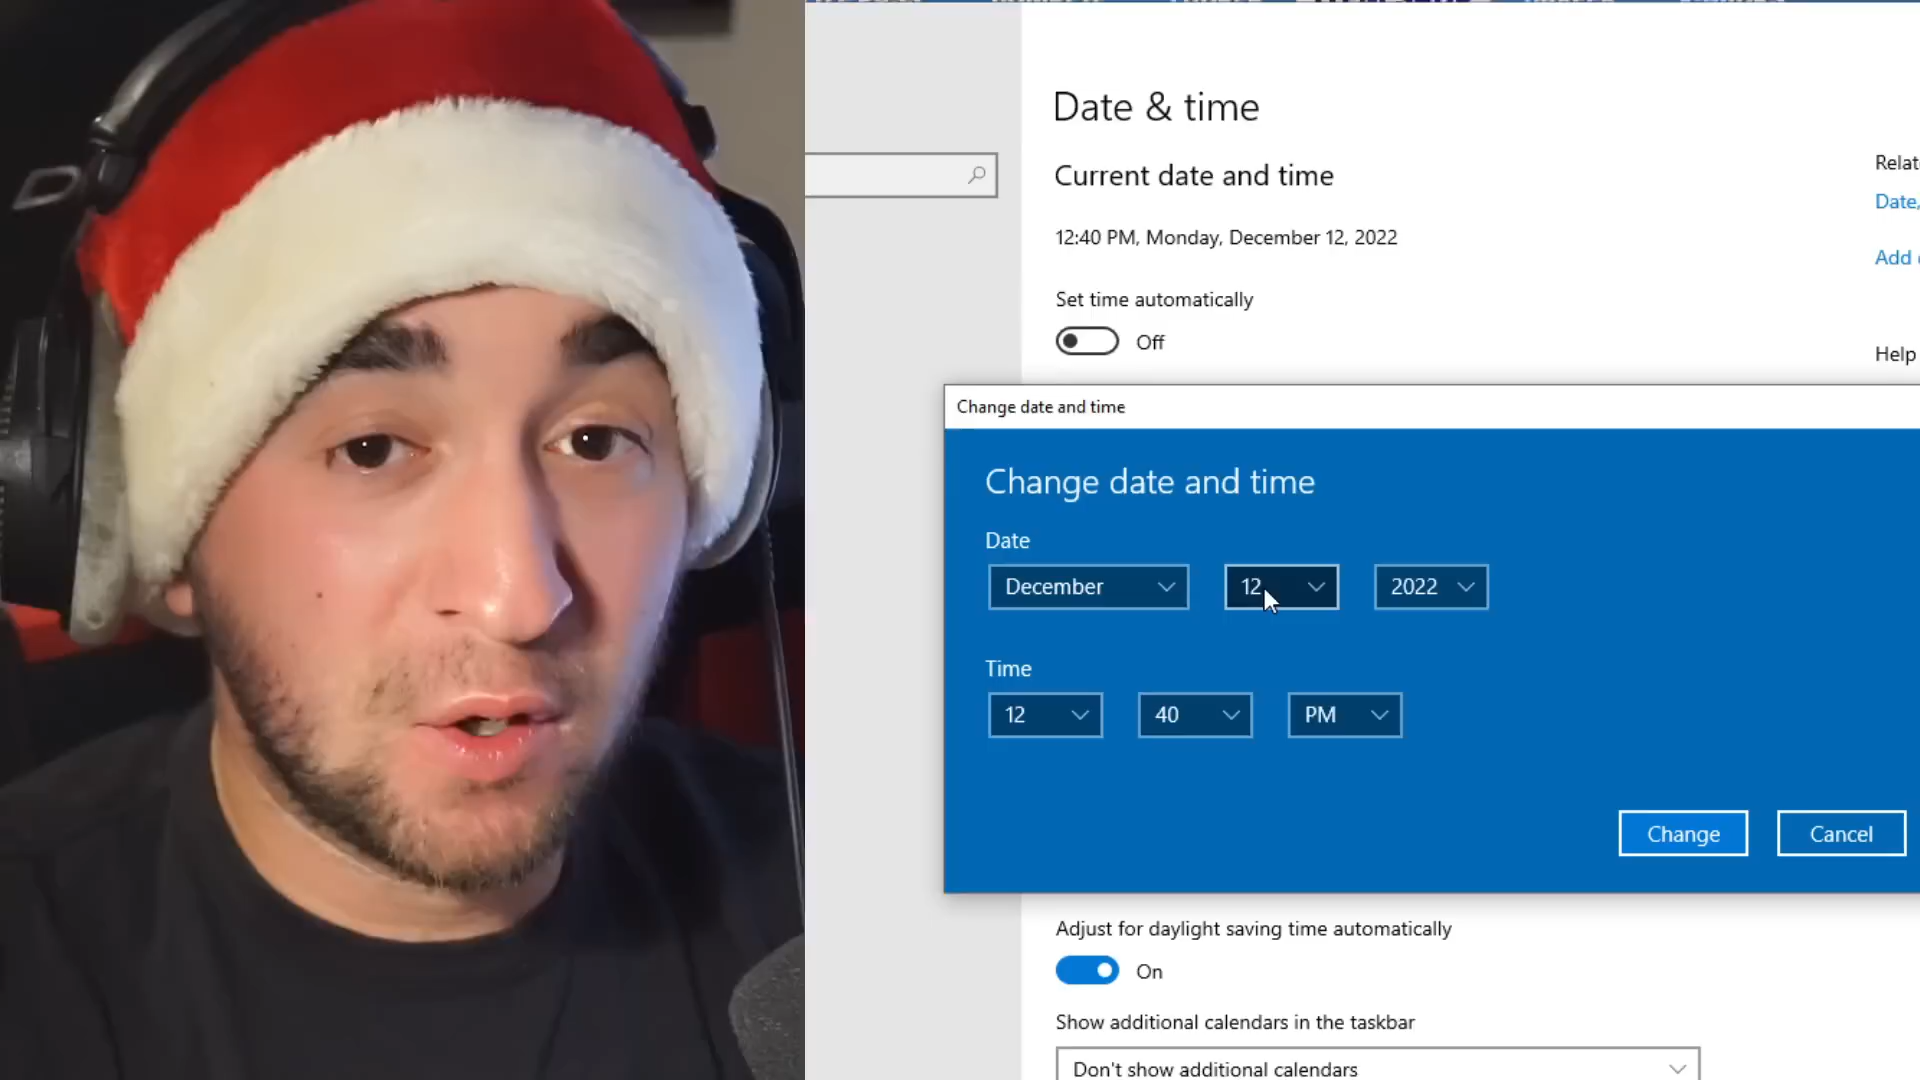 Date & time
Current date and time
12:40 PM, Monday, December 12, 2022
Set time automatically
Off
Relat
Date,
Add
Help
Change date and time
Change date and time
Date
December 12 2022
Time
12 40 PM
Change Cancel
Adjust for daylight saving time automatically
On
Show additional calendars in the taskbar
Don't show additional calendars